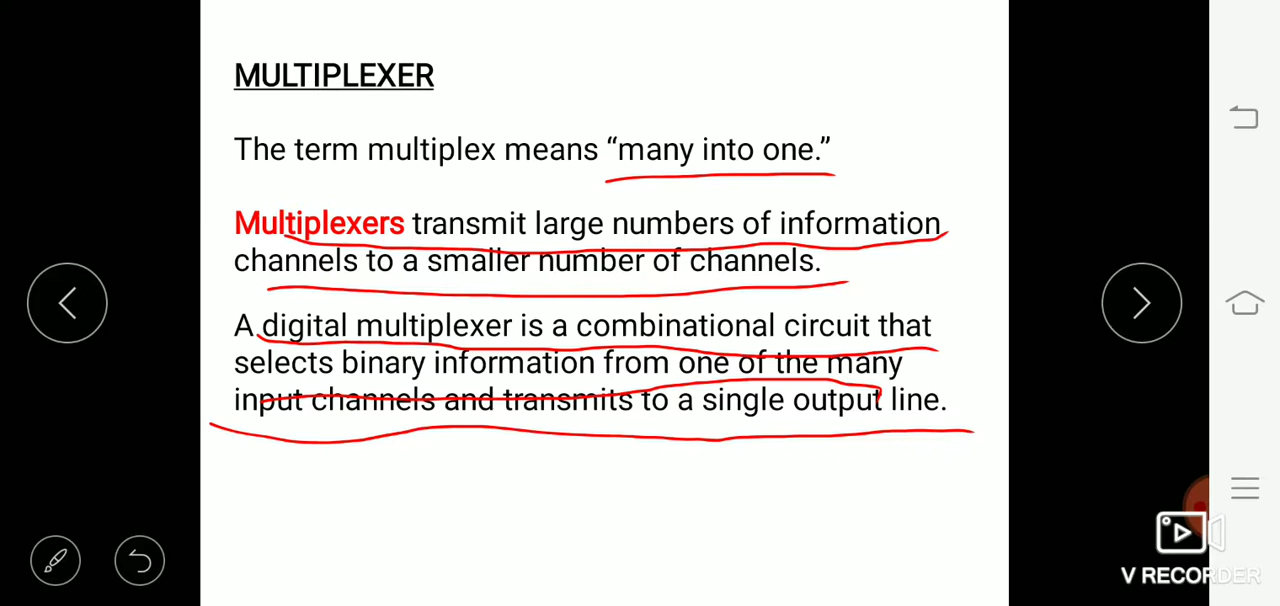 MULTIPLEXER
The term multiplex means “many into one.”
Multiplexers transmit large numbers of information
channels to a smaller number of channels.
A digital multiplexer is a combinational circuit that
selects binary information from one of the many
input channels and transmits to a single output line.
V RECORDER